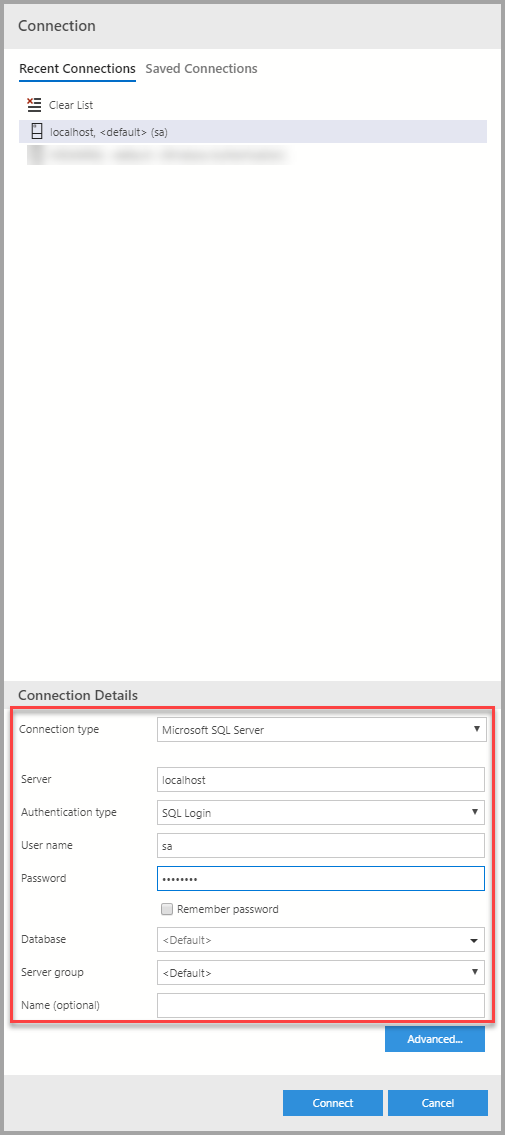 Connection
Recent Connections Saved Connections
Clear List
localhost, <default> (sa)
Connection Details
Connection type Microsoft SQL Server
Server localhost
Authentication type SQL Login
User name sa
Password ••••••••
Remember password
Database <Default>
Server group <Default>
Name (optional)
Advanced...
Connect Cancel